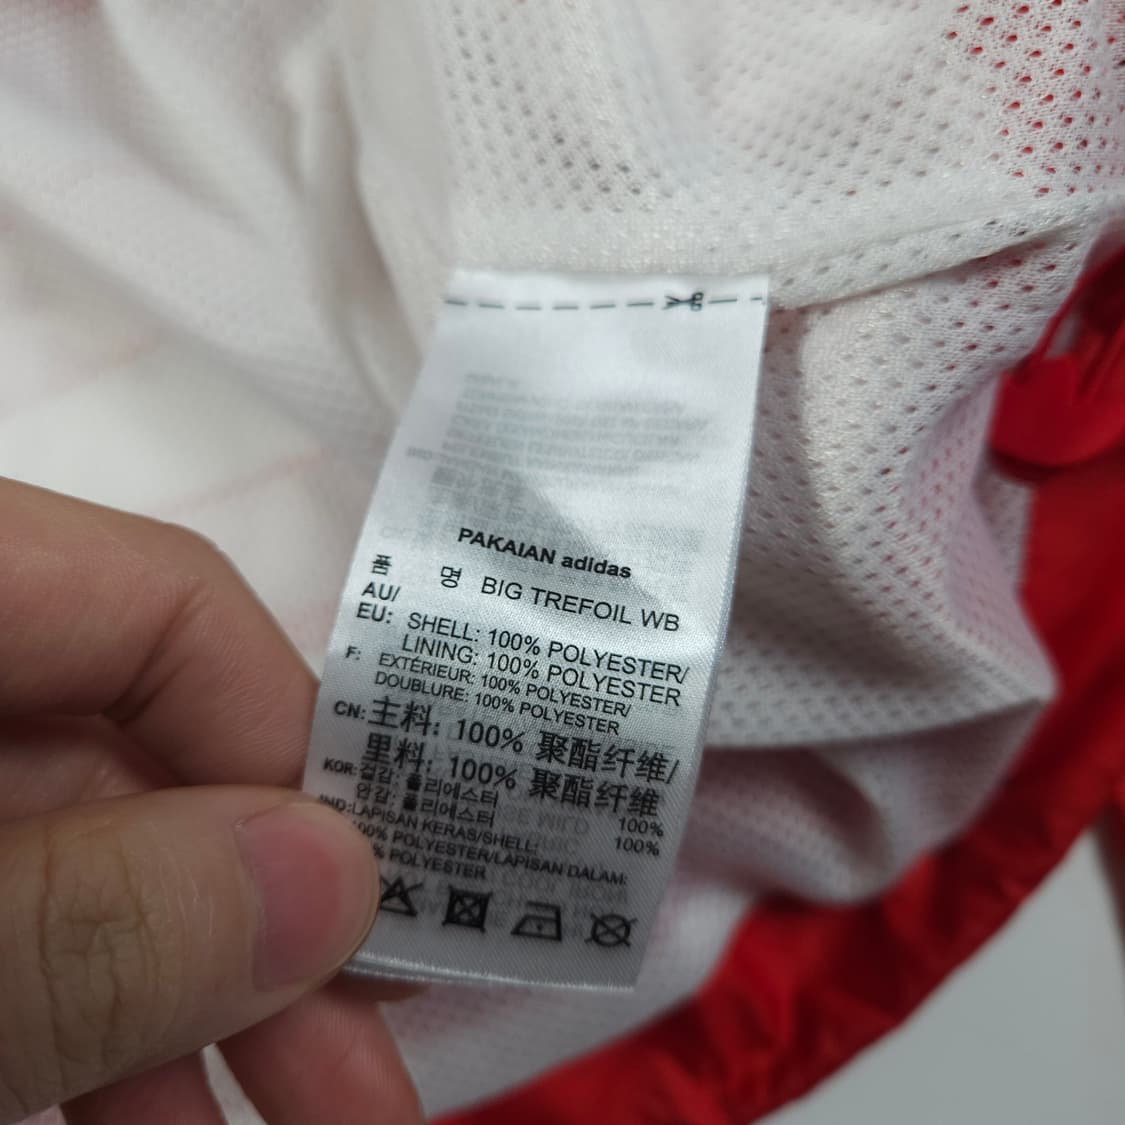 PAKAIAN adidas
품 명 BIG TREFOIL WB
AU/
EU: SHELL: 100% POLYESTER/
LINING: 100% POLYESTER
F: EXTÉRIEUR: 100% POLYESTER/
DOUBLURE: 100% POLYESTER
CN: 主料: 100% 聚酯纤维/
里料: 100% 聚酯纤维
KOR: 겉감: 폴리에스터 100%
안감: 폴리에스터 100%
IND: LAPISAN KERAS/SHELL:
100% POLYESTER/LAPISAN DALAM:
% POLYESTER